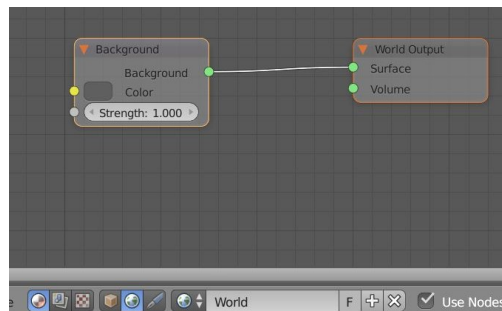 Background
Background
Color
Strength: 1.000
World Output
Surface
Volume
World
F
Use Nodes